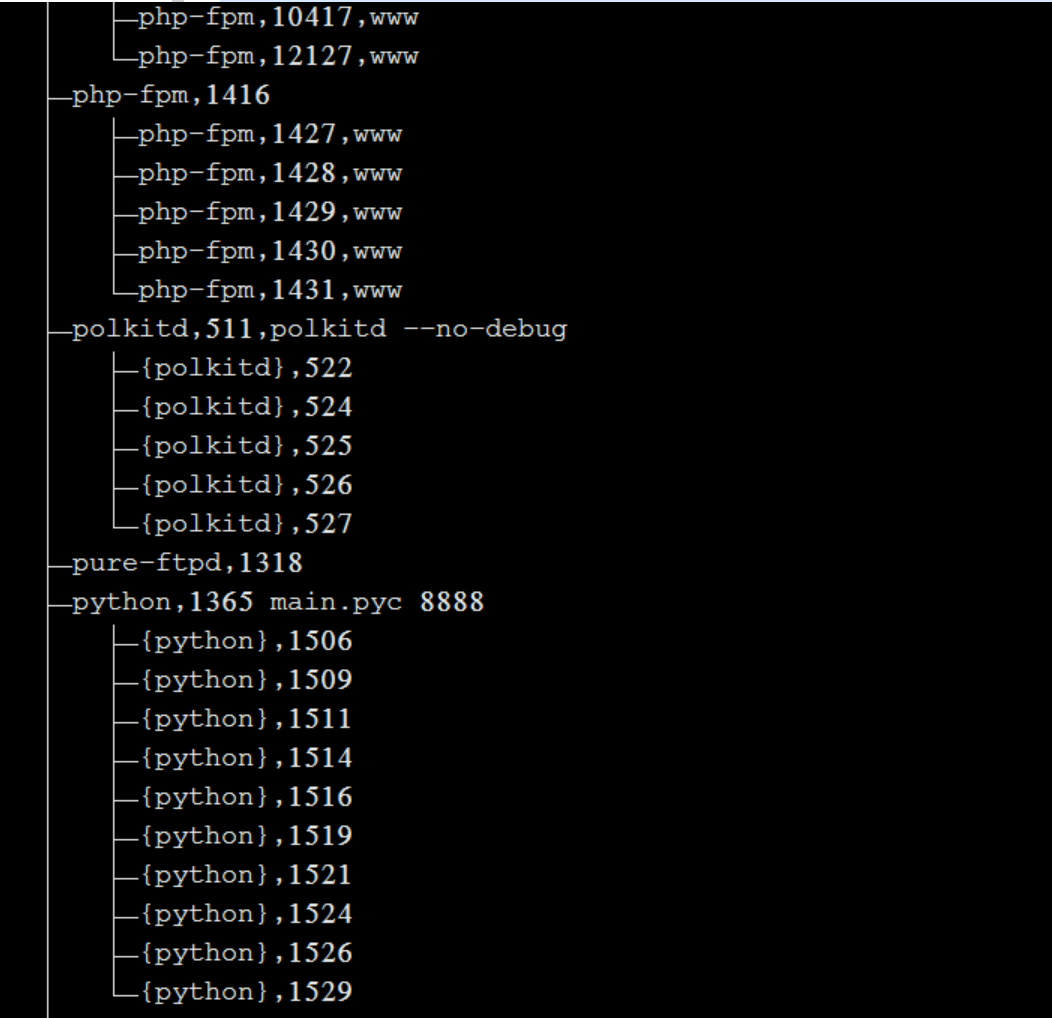 ├─php-fpm,10417,www
└─php-fpm,12127,www
├─php-fpm,1416
├─php-fpm,1427,www
├─php-fpm,1428,www
├─php-fpm,1429,www
├─php-fpm,1430,www
└─php-fpm,1431,www
├─polkitd,511,polkitd --no-debug
├─{polkitd},522
├─{polkitd},524
├─{polkitd},525
├─{polkitd},526
└─{polkitd},527
├─pure-ftpd,1318
├─python,1365 main.pyc 8888
├─{python},1506
├─{python},1509
├─{python},1511
├─{python},1514
├─{python},1516
├─{python},1519
├─{python},1521
├─{python},1524
├─{python},1526
└─{python},1529